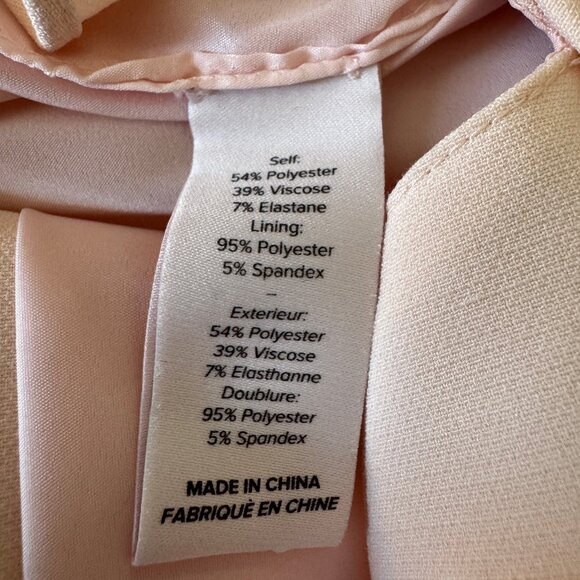 Self:
54% Polyester
39% Viscose
7% Elastane
Lining:
95% Polyester
5% Spandex
–
Exterieur:
54% Polyester
39% Viscose
7% Elasthanne
Doublure:
95% Polyester
5% Spandex
MADE IN CHINA
FABRIQUÈ EN CHINE